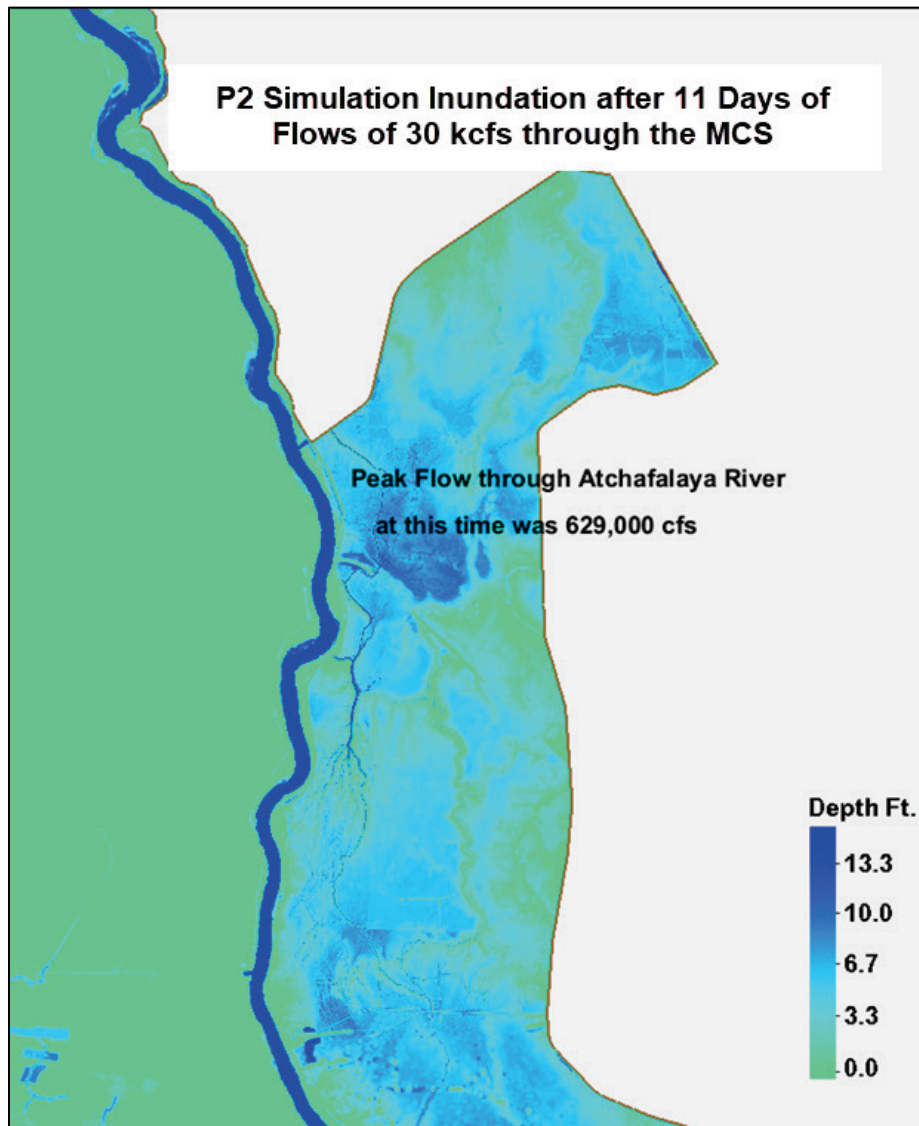 P2 Simulation Inundation after 11 Days of
Flows of 30 kcfs through the MCS
Peak Flow through Atchafalaya River
at this time was 629,000 cfs
Depth Ft.
13.3
10.0
6.7
3.3
0.0